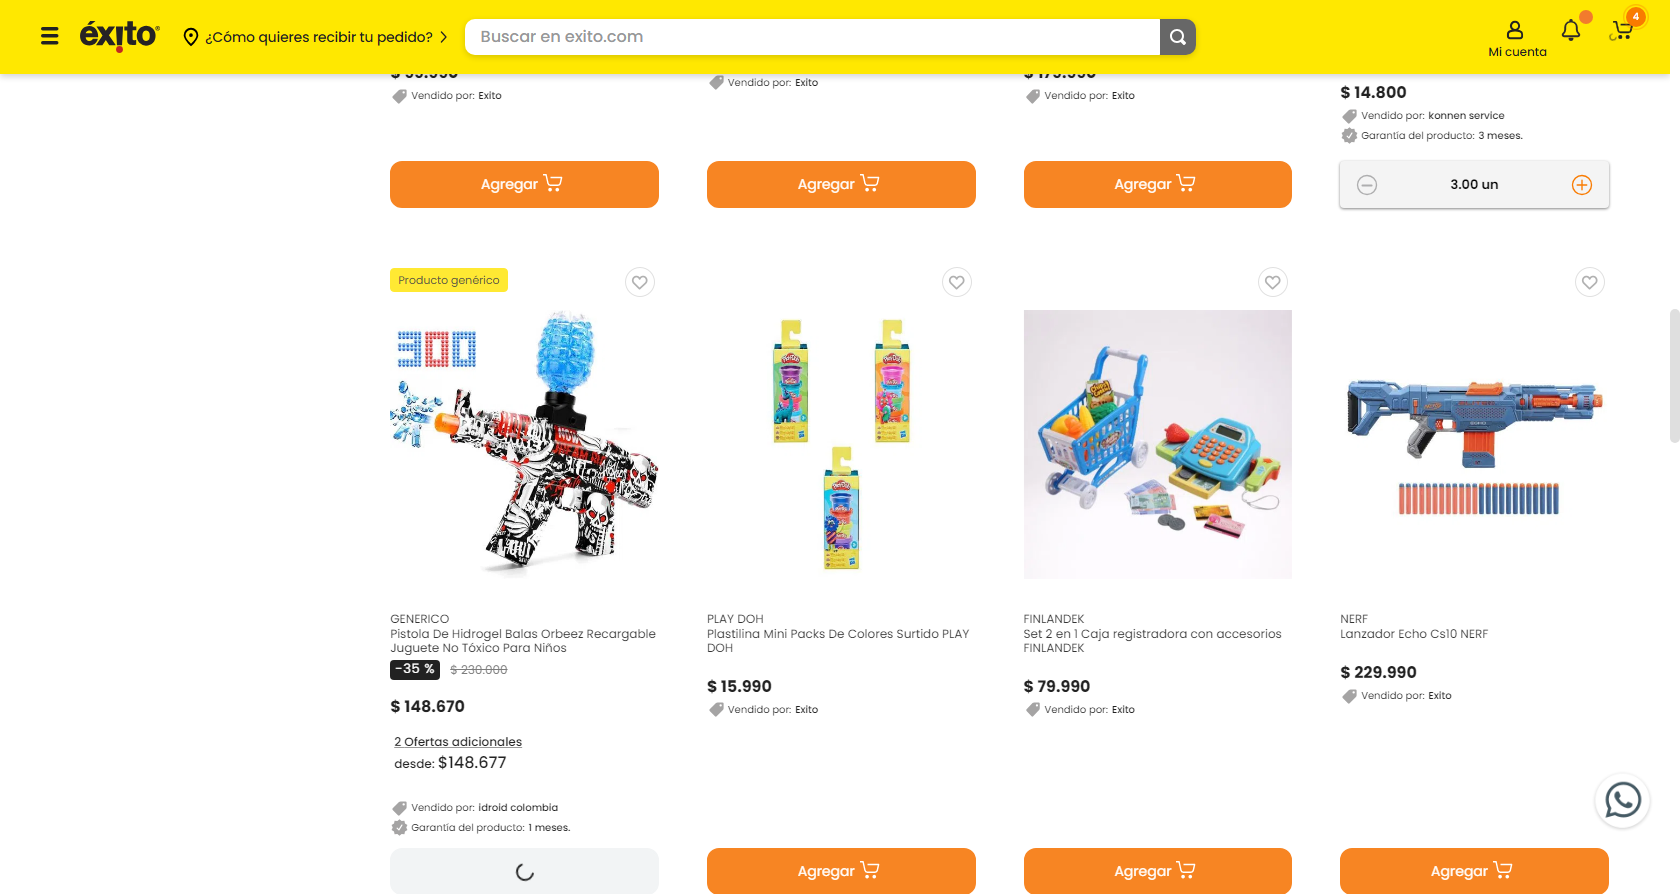 éxito
¿Cómo quieres recibir tu pedido?
Buscar en exito.com
Mi cuenta
4
Vendido por: Exito
Vendido por: Exito
Vendido por: Exito
$ 14.800
Vendido por: konnen service
Garantía del producto: 3 meses.
Agregar
Agregar
Agregar
3.00 un
Producto genérico
300
GENERICO
Pistola De Hidrogel Balas Orbeez Recargable
Juguete No Tóxico Para Niños
-35 %
$ 230.000
$ 148.670
2 Ofertas adicionales
desde: $148.677
Vendido por: idroid colombia
Garantía del producto: 1 meses.
PLAY DOH
Plastilina Mini Packs De Colores Surtido PLAY
DOH
$ 15.990
Vendido por: Exito
Agregar
FINLANDEK
Set 2 en 1 Caja registradora con accesorios
FINLANDEK
$ 79.990
Vendido por: Exito
Agregar
NERF
Lanzador Echo Cs10 NERF
$ 229.990
Vendido por: Exito
Agregar